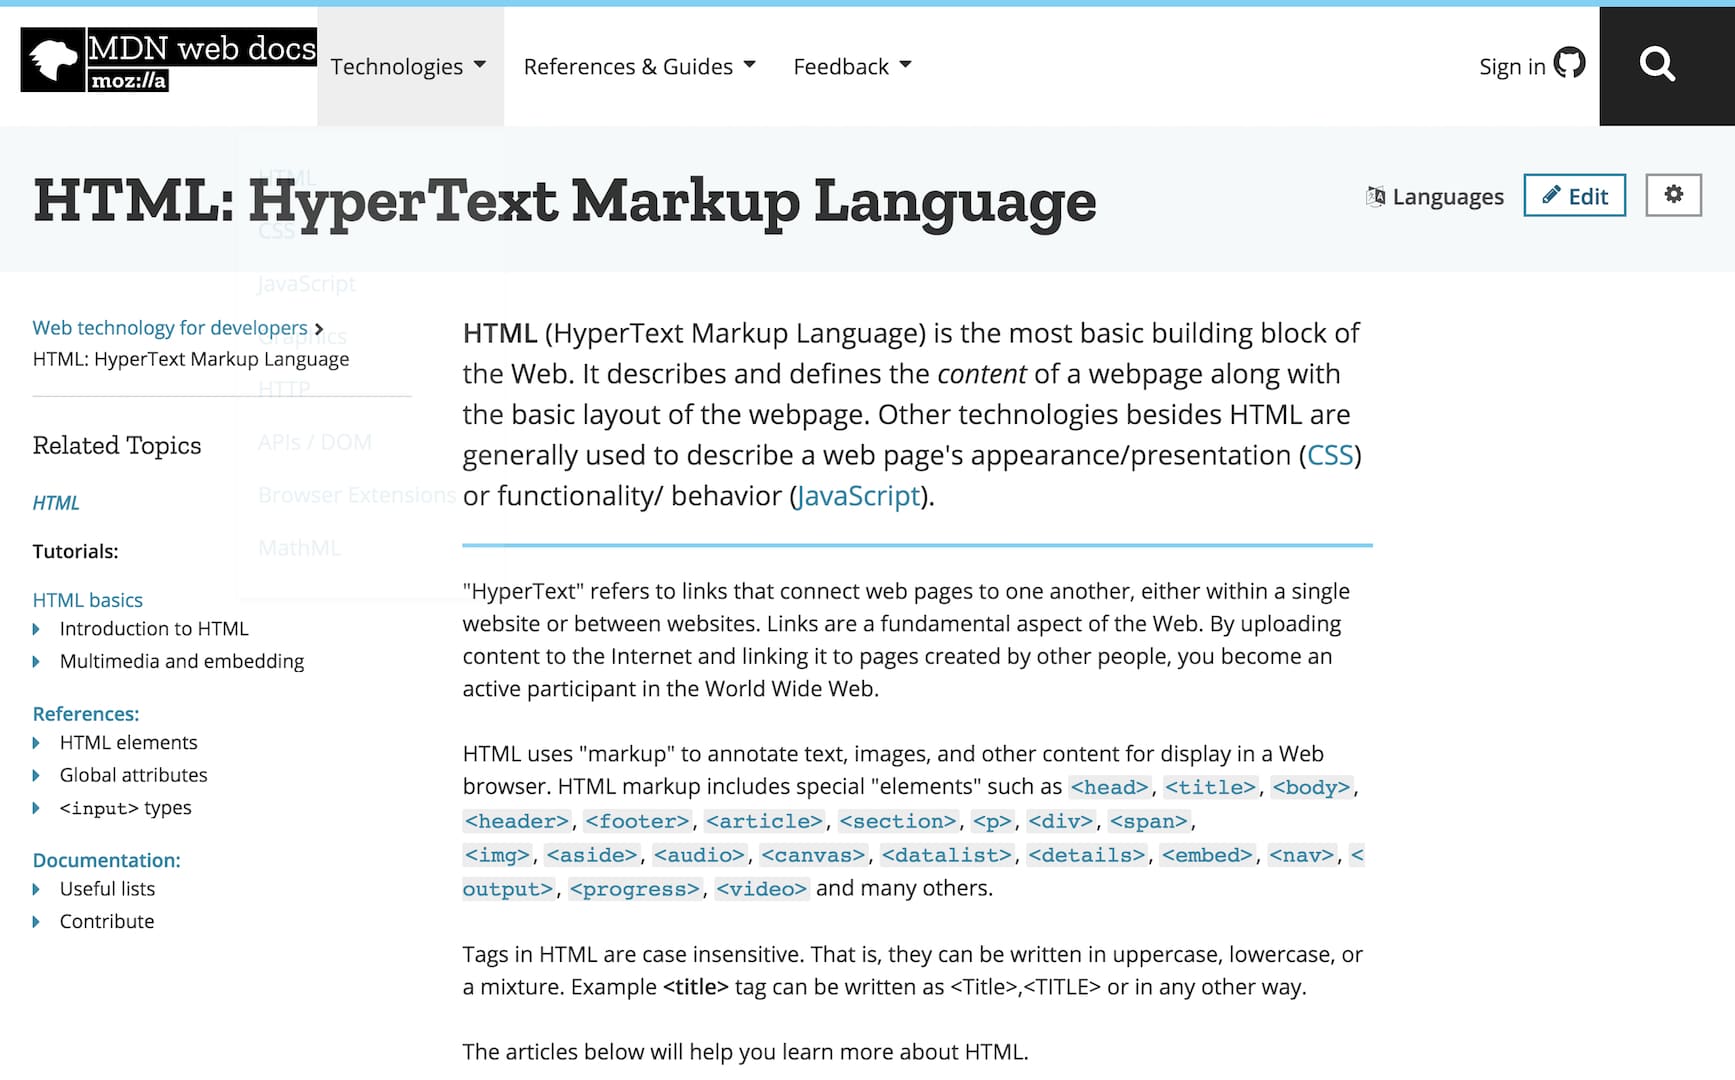 MDN web docs
moz://a
Technologies
References & Guides
Feedback
Sign in
HTML: HyperText Markup Language
Languages
Edit
HTML
CSS
JavaScript
Graphics
HTTP
APIs / DOM
Browser Extensions
MathML
Web technology for developers
HTML: HyperText Markup Language
Related Topics
HTML
Tutorials:
HTML basics
Introduction to HTML
Multimedia and embedding
References:
HTML elements
Global attributes
<input> types
Documentation:
Useful lists
Contribute
HTML (HyperText Markup Language) is the most basic building block of
the Web. It describes and defines the content of a webpage along with
the basic layout of the webpage. Other technologies besides HTML are
generally used to describe a web page's appearance/presentation (CSS)
or functionality/ behavior (JavaScript).
"HyperText" refers to links that connect web pages to one another, either within a single
website or between websites. Links are a fundamental aspect of the Web. By uploading
content to the Internet and linking it to pages created by other people, you become an
active participant in the World Wide Web.
HTML uses "markup" to annotate text, images, and other content for display in a Web
browser. HTML markup includes special "elements" such as <head>, <title>, <body>,
<header>, <footer>, <article>, <section>, <p>, <div>, <span>,
<img>, <aside>, <audio>, <canvas>, <datalist>, <details>, <embed>, <nav>, <
output>, <progress>, <video> and many others.
Tags in HTML are case insensitive. That is, they can be written in uppercase, lowercase, or
a mixture. Example <title> tag can be written as <Title>,<TITLE> or in any other way.
The articles below will help you learn more about HTML.